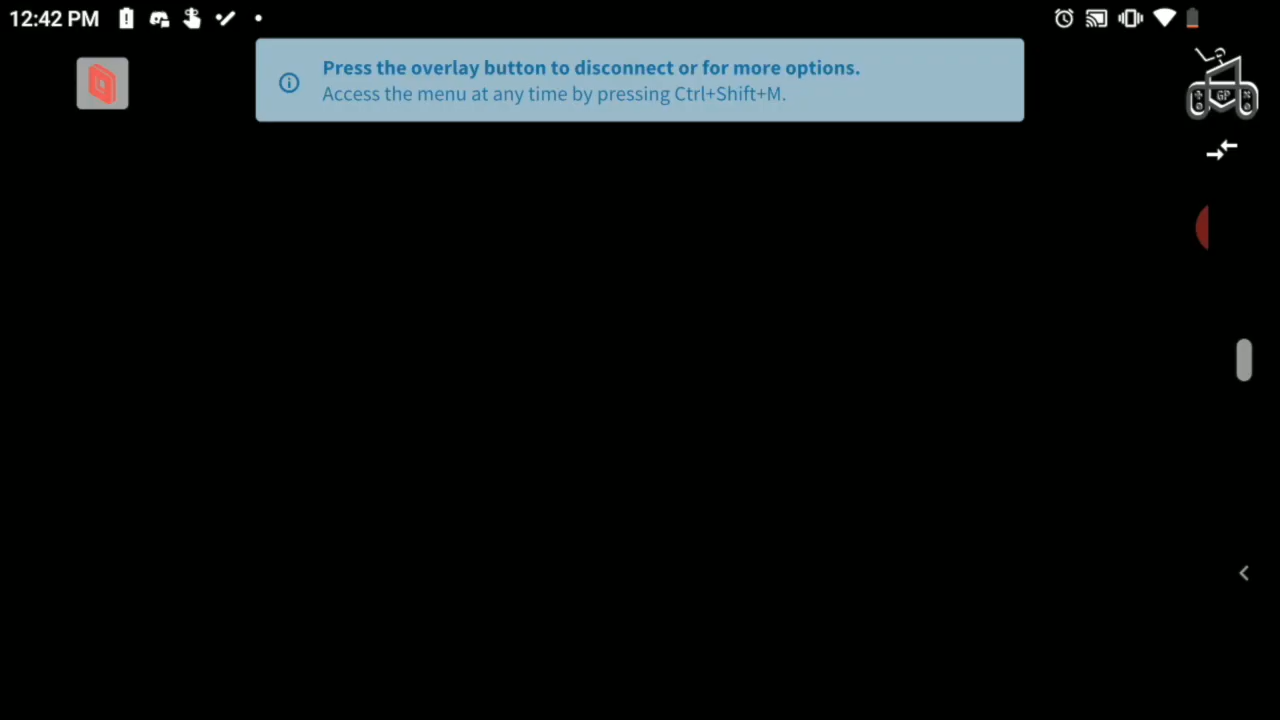 12:42 PM
Press the overlay button to disconnect or for more options.
Access the menu at any time by pressing Ctrl+Shift+M.
GP